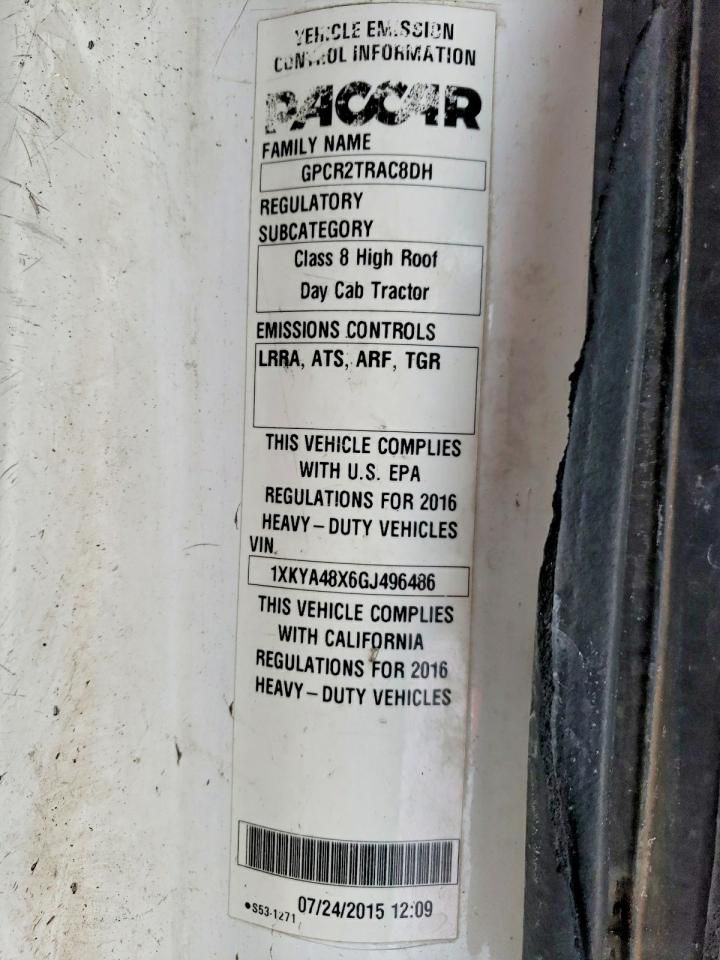 VEHICLE EMISSION
CONTROL INFORMATION
PACCAR
FAMILY NAME
GPCR2TRAC8DH
REGULATORY
SUBCATEGORY
Class 8 High Roof
Day Cab Tractor
EMISSIONS CONTROLS
LRRA, ATS, ARF, TGR
THIS VEHICLE COMPLIES
WITH U.S. EPA
REGULATIONS FOR 2016
HEAVY-DUTY VEHICLES
VIN
1XKYA48X6GJ496486
THIS VEHICLE COMPLIES
WITH CALIFORNIA
REGULATIONS FOR 2016
HEAVY-DUTY VEHICLES
•S53-1271 07/24/2015 12:09